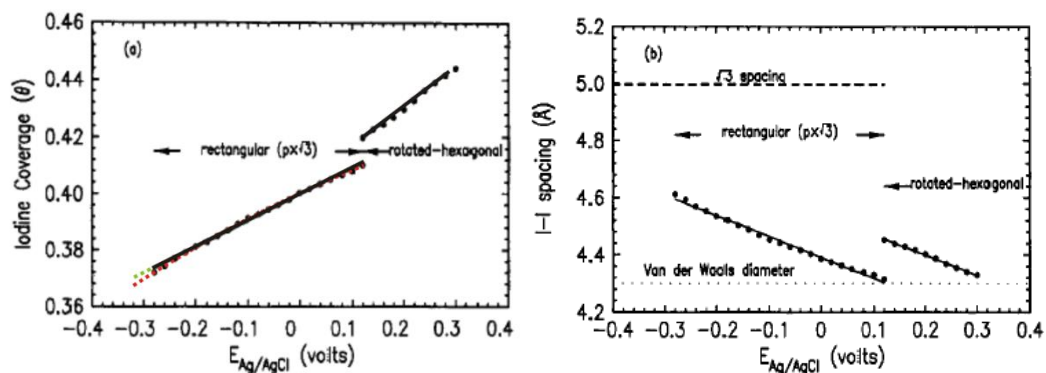 (a)
Iodine Coverage (θ)
0.46
0.44
0.42
0.40
0.38
0.36
rectangular (p×√3)
rotated-hexagonal
−0.4 −0.3 −0.2 −0.1 0 0.1 0.2 0.3 0.4
E Ag/AgCl (volts)
(b)
I−I spacing (Å)
5.2
5.0
4.8
4.6
4.4
4.2
√3 spacing
rectangular (p×√3)
rotated-hexagonal
Van der Waals diameter
−0.4 −0.3 −0.2 −0.1 0 0.1 0.2 0.3 0.4
E Ag/AgCl (volts)